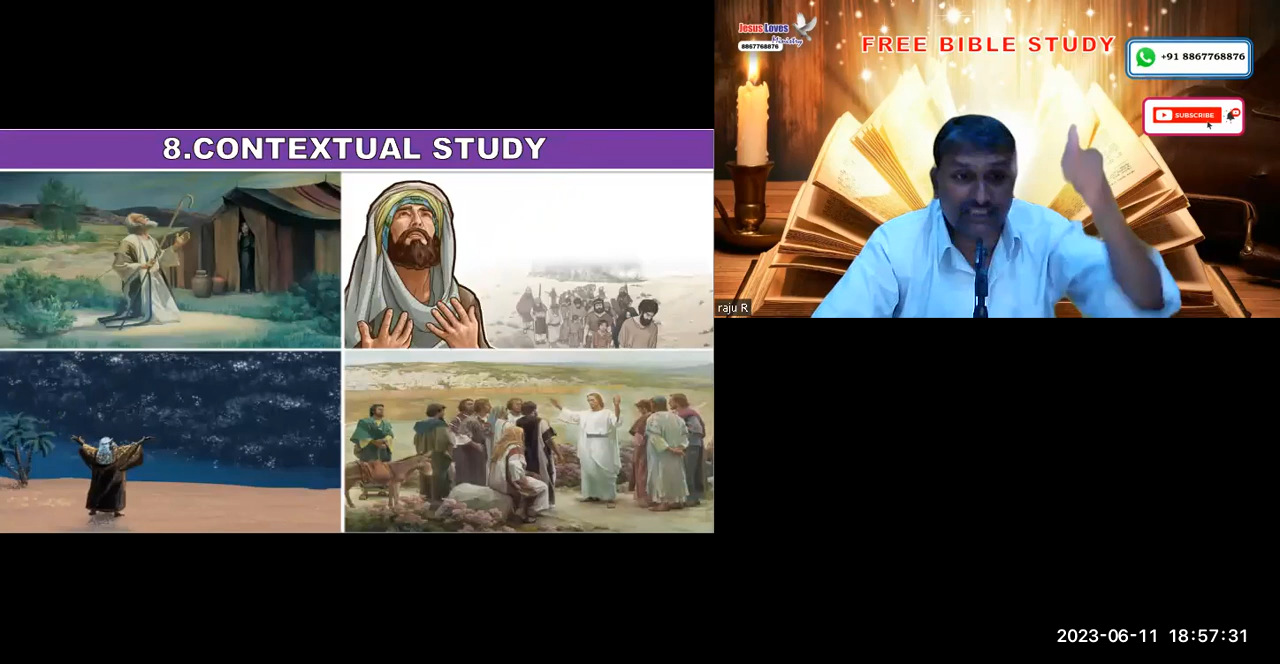 8.CONTEXTUAL STUDY
Jesus Loves
Ministry
8867768876
FREE BIBLE STUDY
+91 8867768876
SUBSCRIBE
raju R
2023-06-11 18:57:31